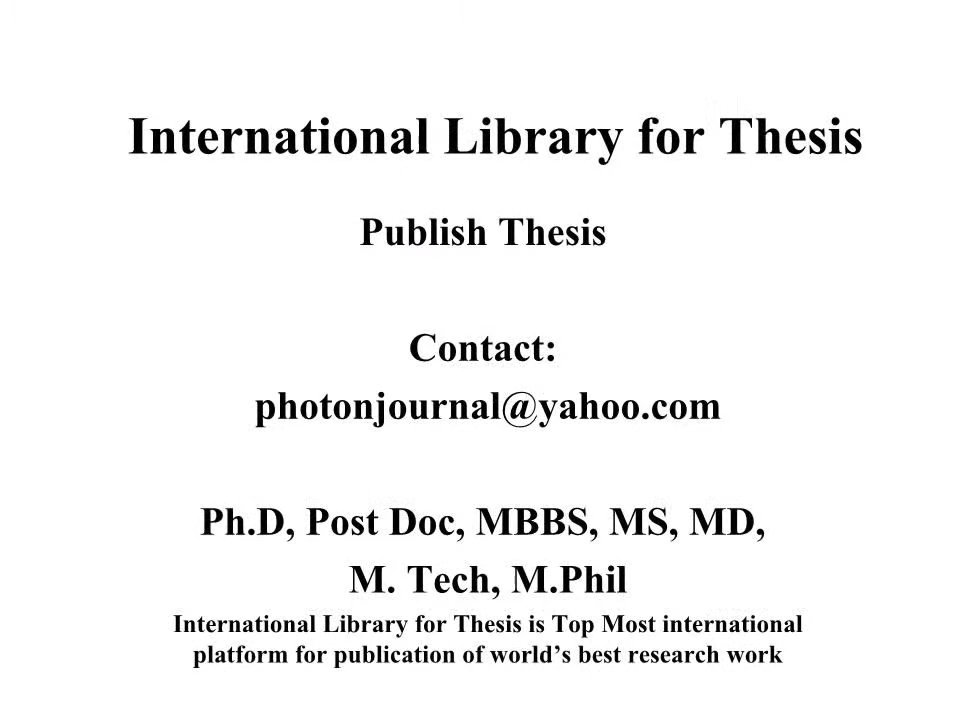 International Library for Thesis
Publish Thesis
Contact:
photonjournal@yahoo.com
Ph.D, Post Doc, MBBS, MS, MD,
M. Tech, M.Phil
International Library for Thesis is Top Most international
platform for publication of world’s best research work